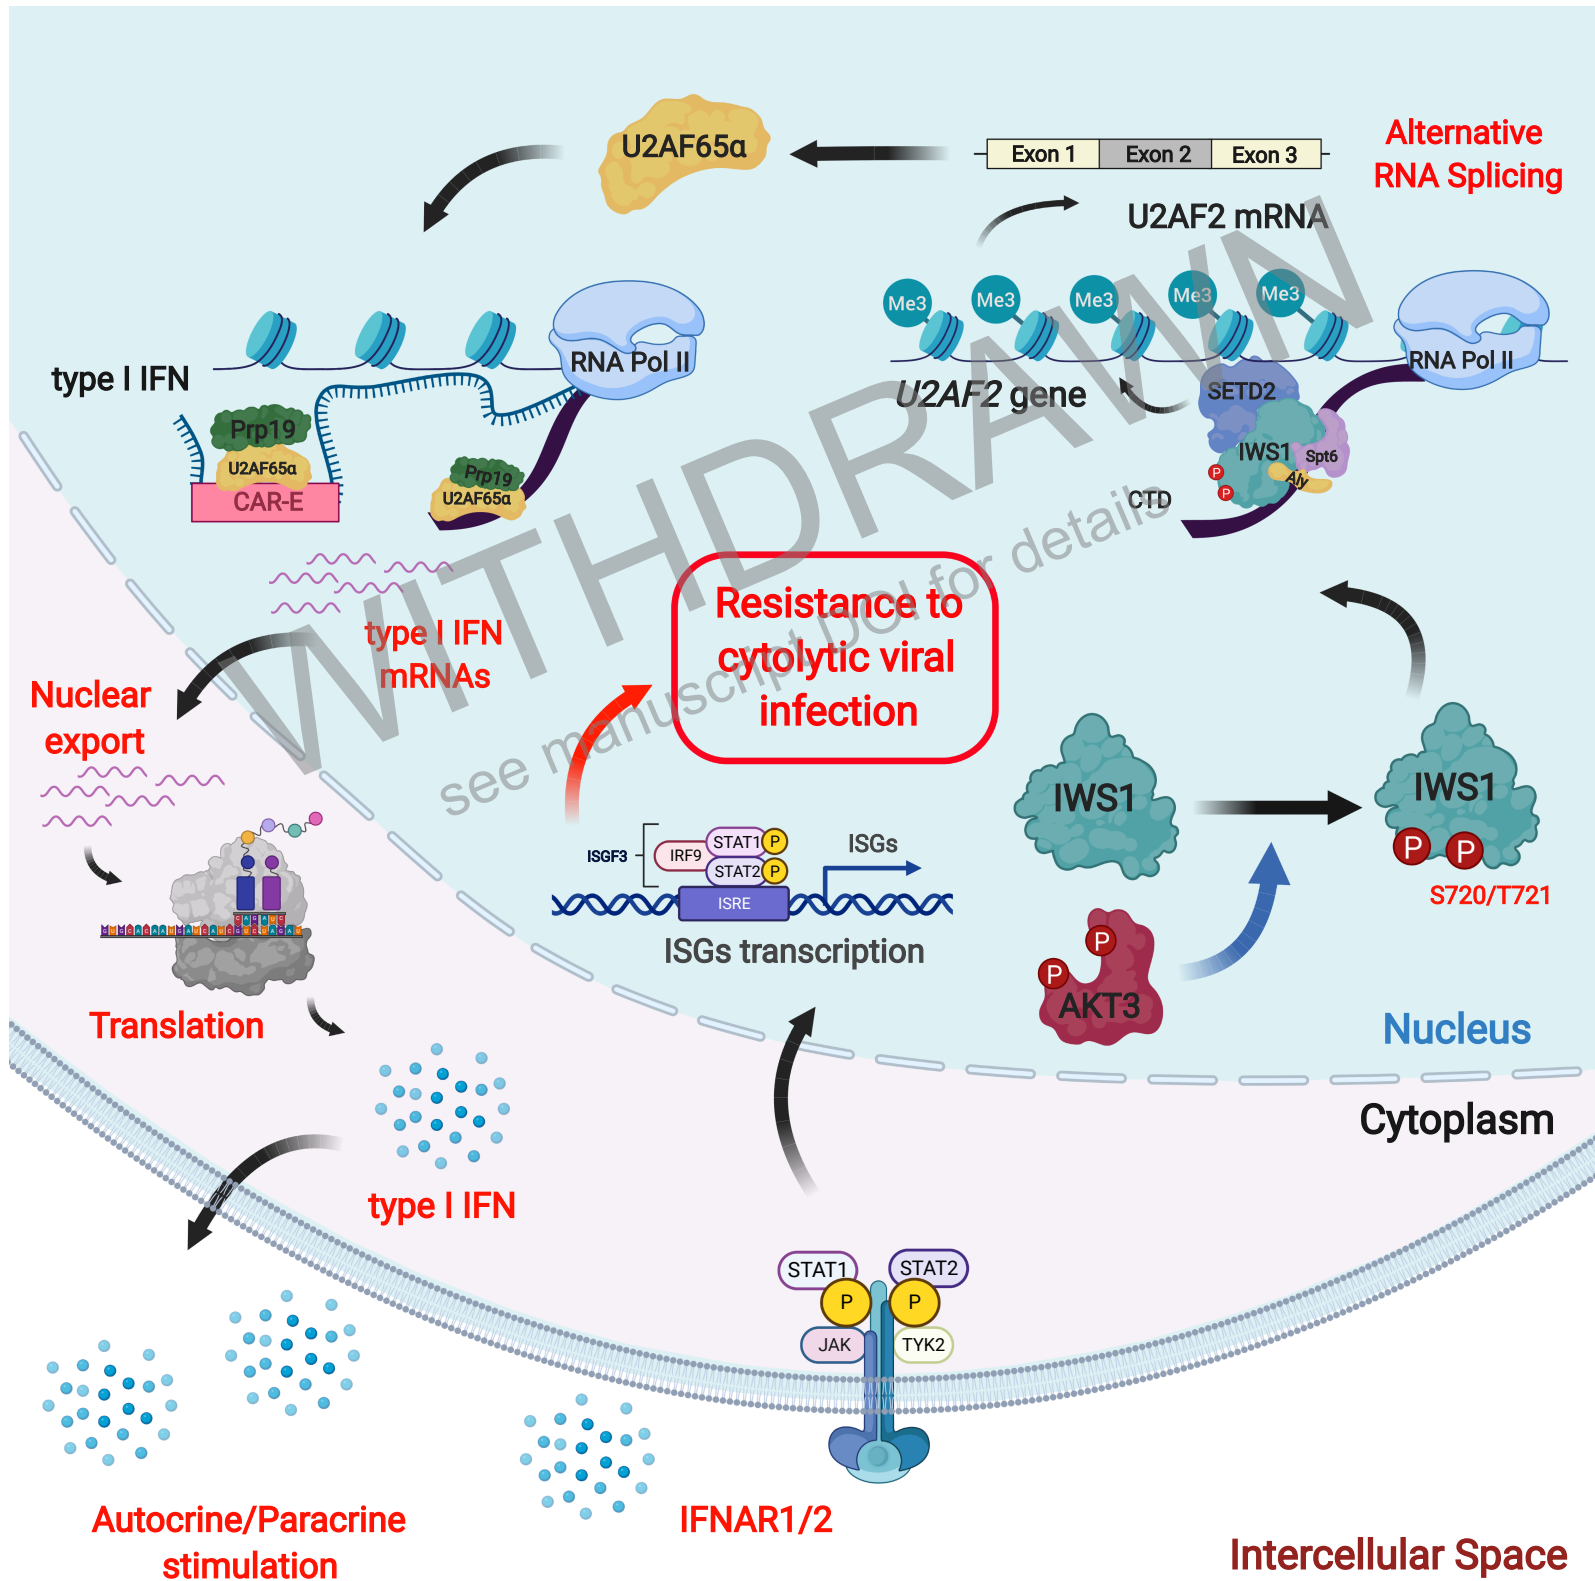 Alternative
RNA Splicing
U2AF65α
Exon 1 Exon 2 Exon 3
U2AF2 mRNA
Me3 Me3 Me3 Me3 Me3
RNA Pol II
type I IFN
RNA Pol II
U2AF2 gene
SETD2
IWS1
Spt6
Aly
P
P
CTD
Prp19
U2AF65α
CAR-E
Prp19
U2AF65α
WITHDRAWN
see manuscript DOI for details
type I IFN
mRNAs
Nuclear
export
Resistance to
cytolytic viral
infection
IWS1
IWS1
P P
S720/T721
P
P
AKT3
ISGF3
IRF9
STAT1 P
STAT2 P
ISRE
ISGs
ISGs transcription
CAGAUC
GUGCACAAUGAUCAUCGUCUAGAU
Translation
Nucleus
Cytoplasm
type I IFN
STAT1 STAT2
P P
JAK TYK2
Autocrine/Paracrine
stimulation
IFNAR1/2
Intercellular Space